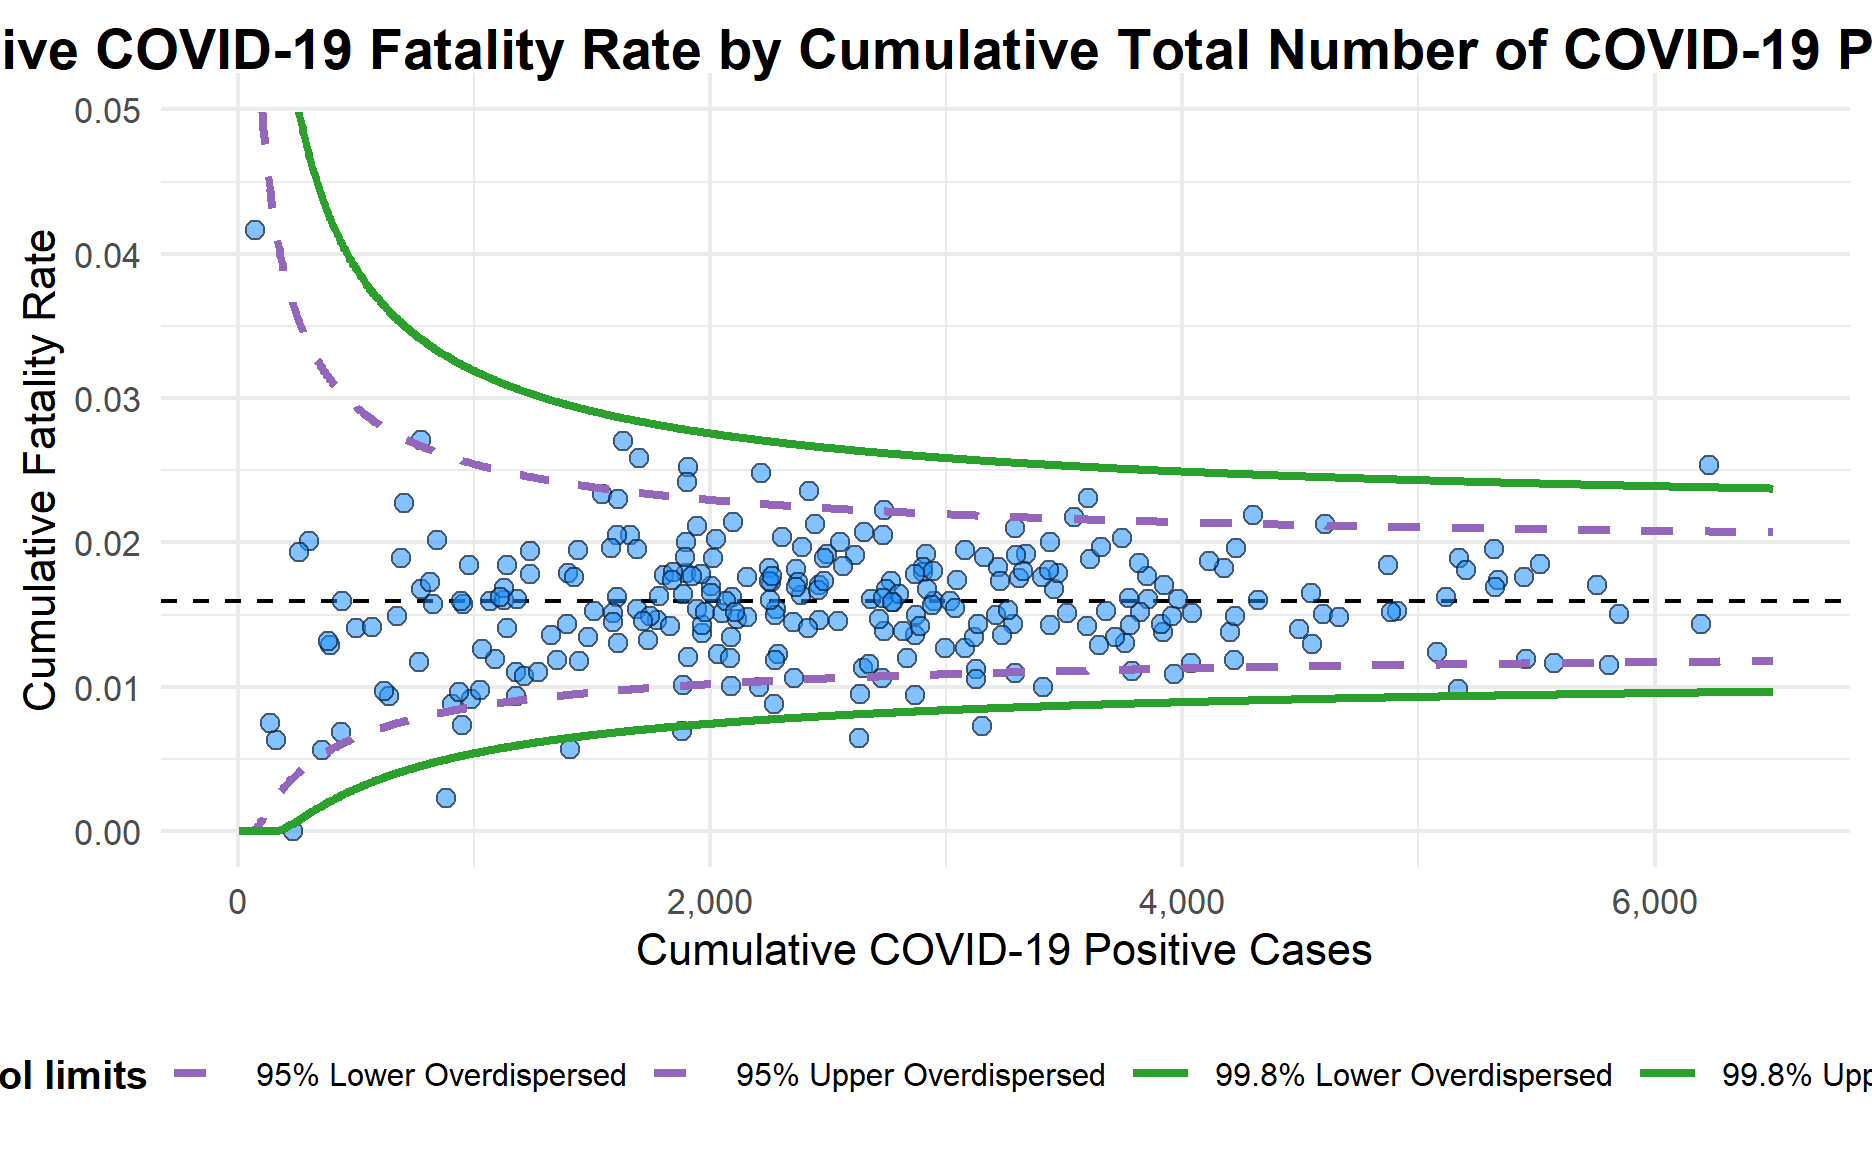 ive COVID-19 Fatality Rate by Cumulative Total Number of COVID-19 P
0.05
0.04
0.03
0.02
0.01
0.00
Cumulative Fatality Rate
0 2,000 4,000 6,000
Cumulative COVID-19 Positive Cases
ol limits 95% Lower Overdispersed 95% Upper Overdispersed 99.8% Lower Overdispersed 99.8% Upp